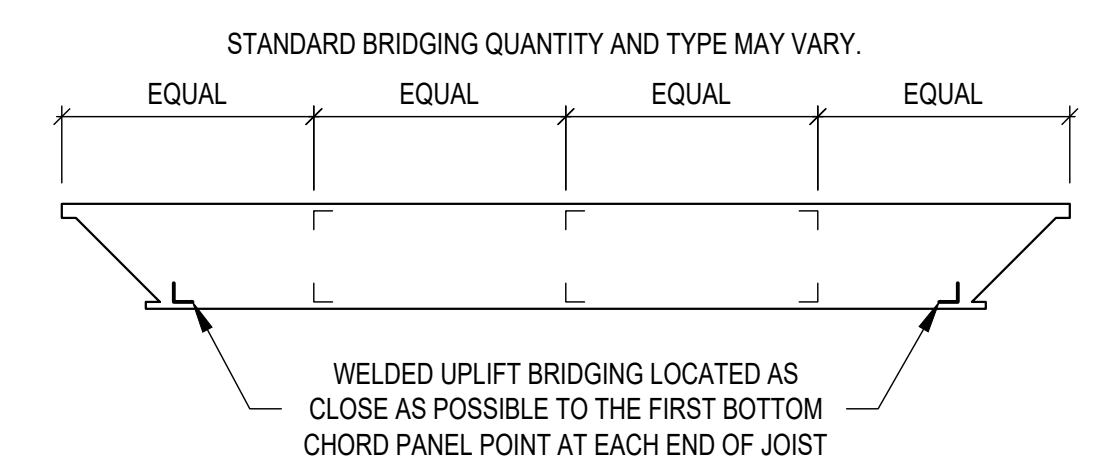 STANDARD BRIDGING QUANTITY AND TYPE MAY VARY.
EQUAL EQUAL EQUAL EQUAL
WELDED UPLIFT BRIDGING LOCATED AS
CLOSE AS POSSIBLE TO THE FIRST BOTTOM
CHORD PANEL POINT AT EACH END OF JOIST